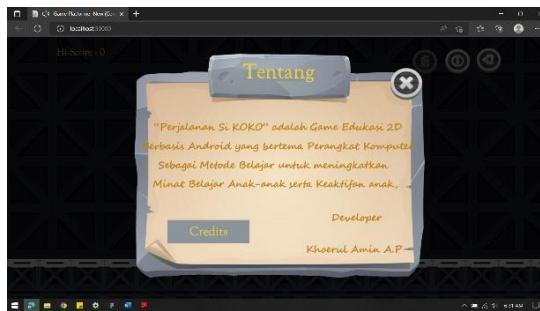 localhost
Hi-Score : 0
Tentang
"Perjalanan Si KOKO" adalah Game Edukasi 2D
Berbasis Android yang bertema Perangkat Komputer
Sebagai Metode Belajar untuk meningkatkan
Minat Belajar Anak-anak serta Keaktifan anak.
Developer
Credits
Khoerul Amin A.P